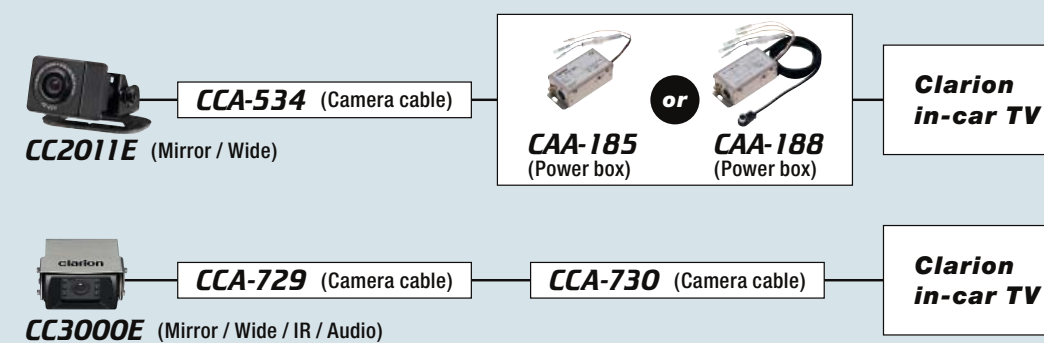 CCA-534 (Camera cable)
CC2011E (Mirror / Wide)
or
CAA-185
(Power box)
CAA-188
(Power box)
Clarion
in-car TV
clarion
CCA-729 (Camera cable)
CCA-730 (Camera cable)
CC3000E (Mirror / Wide / IR / Audio)
Clarion
in-car TV